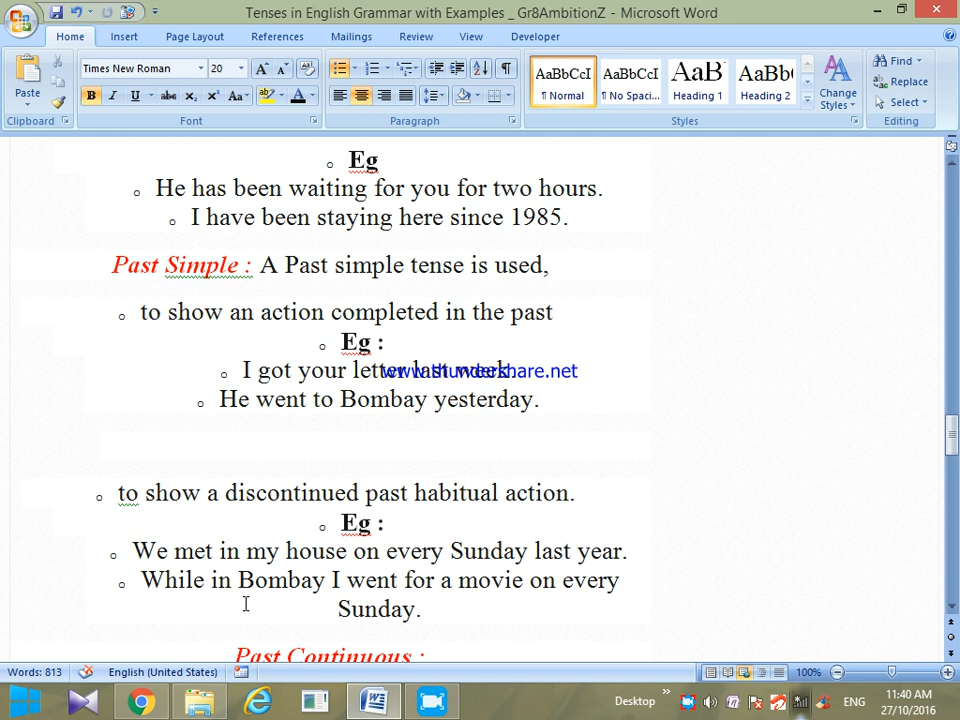 Tenses in English Grammar with Examples _ Gr8AmbitionZ - Microsoft Word
Home Insert Page Layout References Mailings Review View Developer
Paste
Times New Roman 20
Find
Replace
Select
AaBbCcI AaBbCcI AaB AaBb(
¶ Normal ¶ No Spaci... Heading 1 Heading 2
Change Styles
Clipboard Font Paragraph Styles Editing
Eg
He has been waiting for you for two hours.
I have been staying here since 1985.
Past Simple : A Past simple tense is used,
to show an action completed in the past
Eg :
I got your letter last week.
www.thundershare.net
He went to Bombay yesterday.
to show a discontinued past habitual action.
Eg :
We met in my house on every Sunday last year.
While in Bombay I went for a movie on every
Sunday.
Past Continuous :
Words: 813 English (United States) 100%
Desktop ENG 11:40 AM
27/10/2016